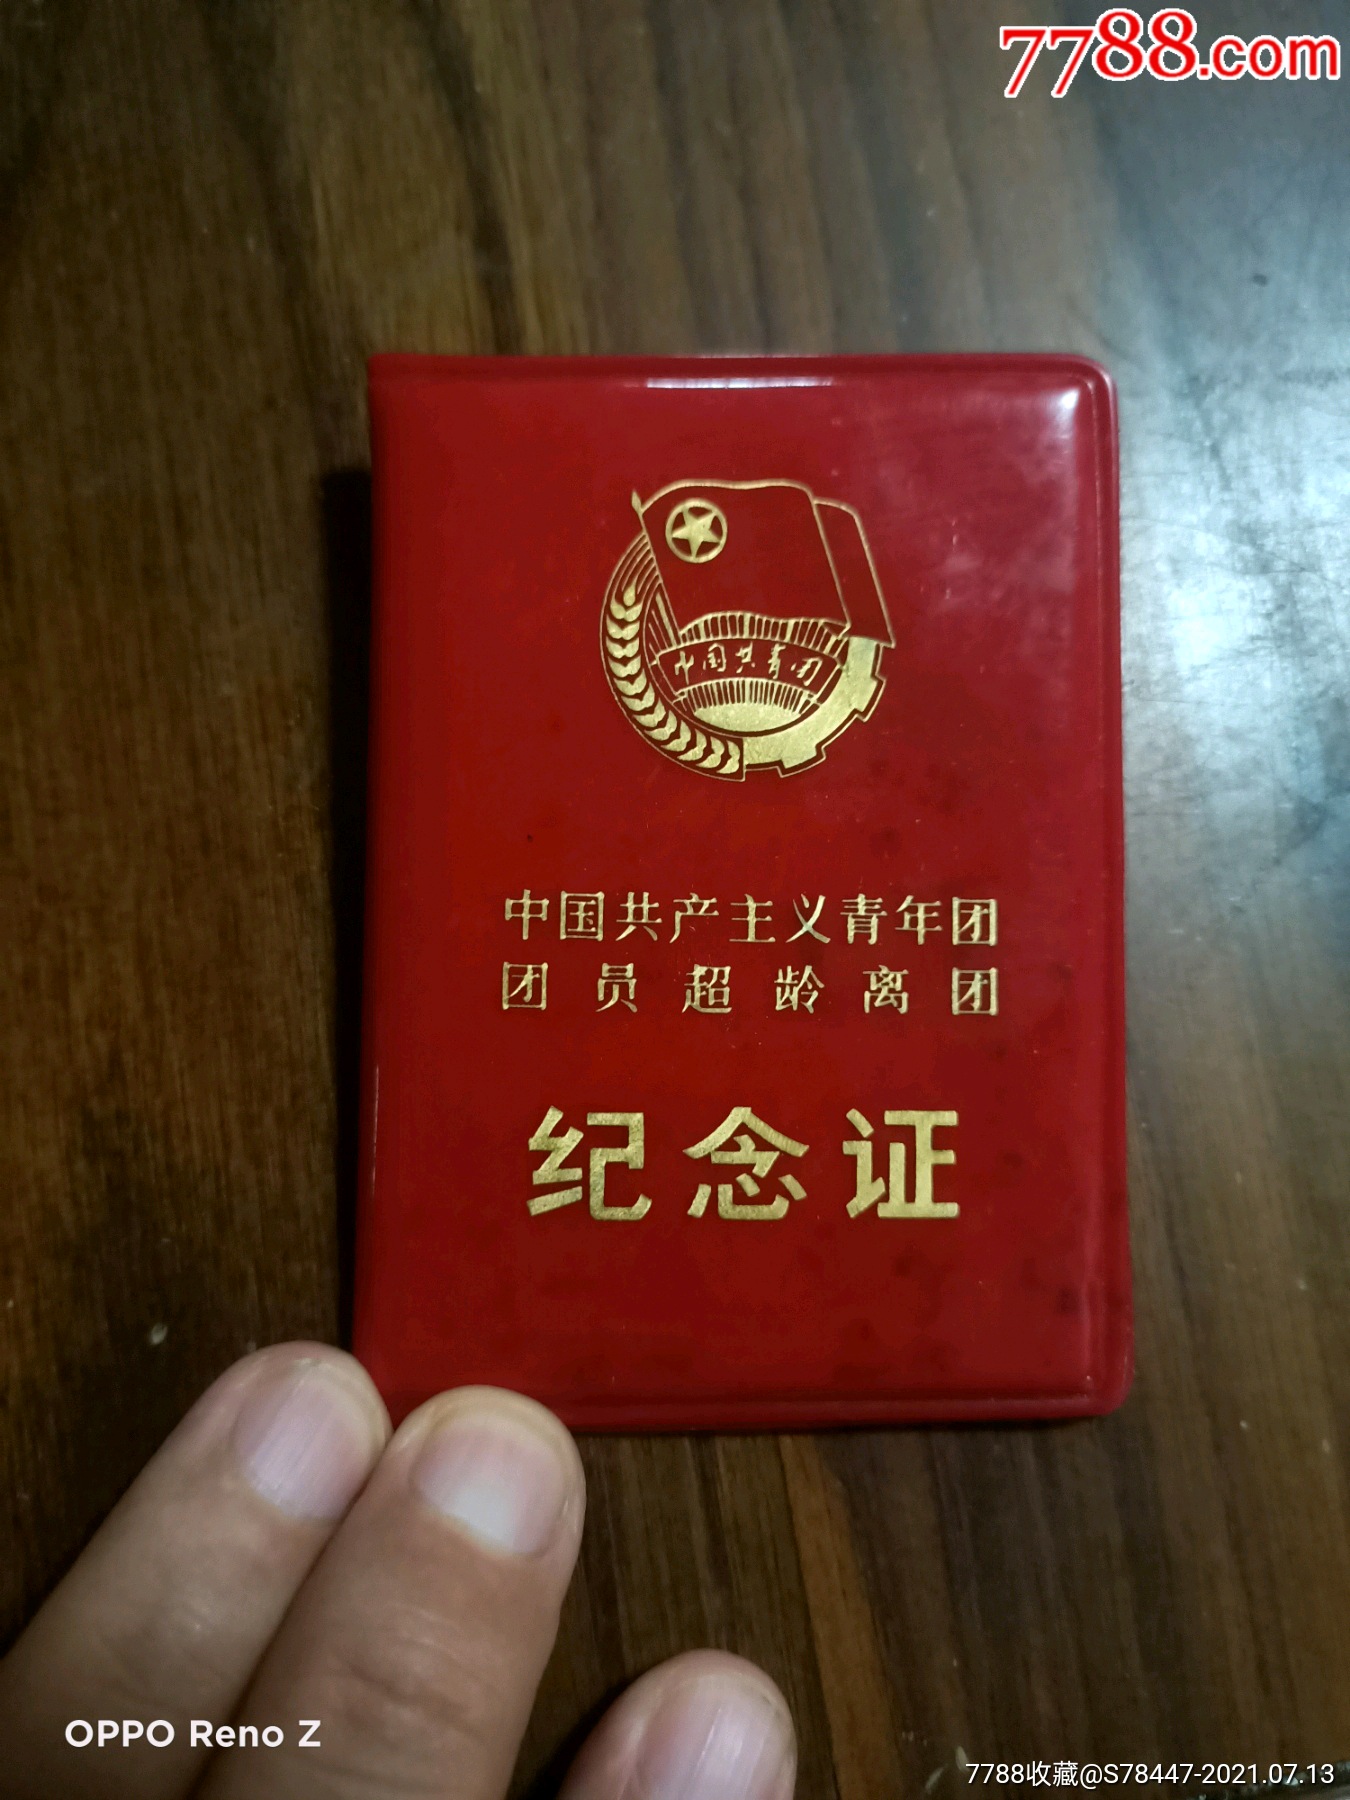 7788.com
中国共青团
中国共产主义青年团
团员超龄离团
纪念证
OPPO Reno Z
7788收藏@S78447-2021.07.13